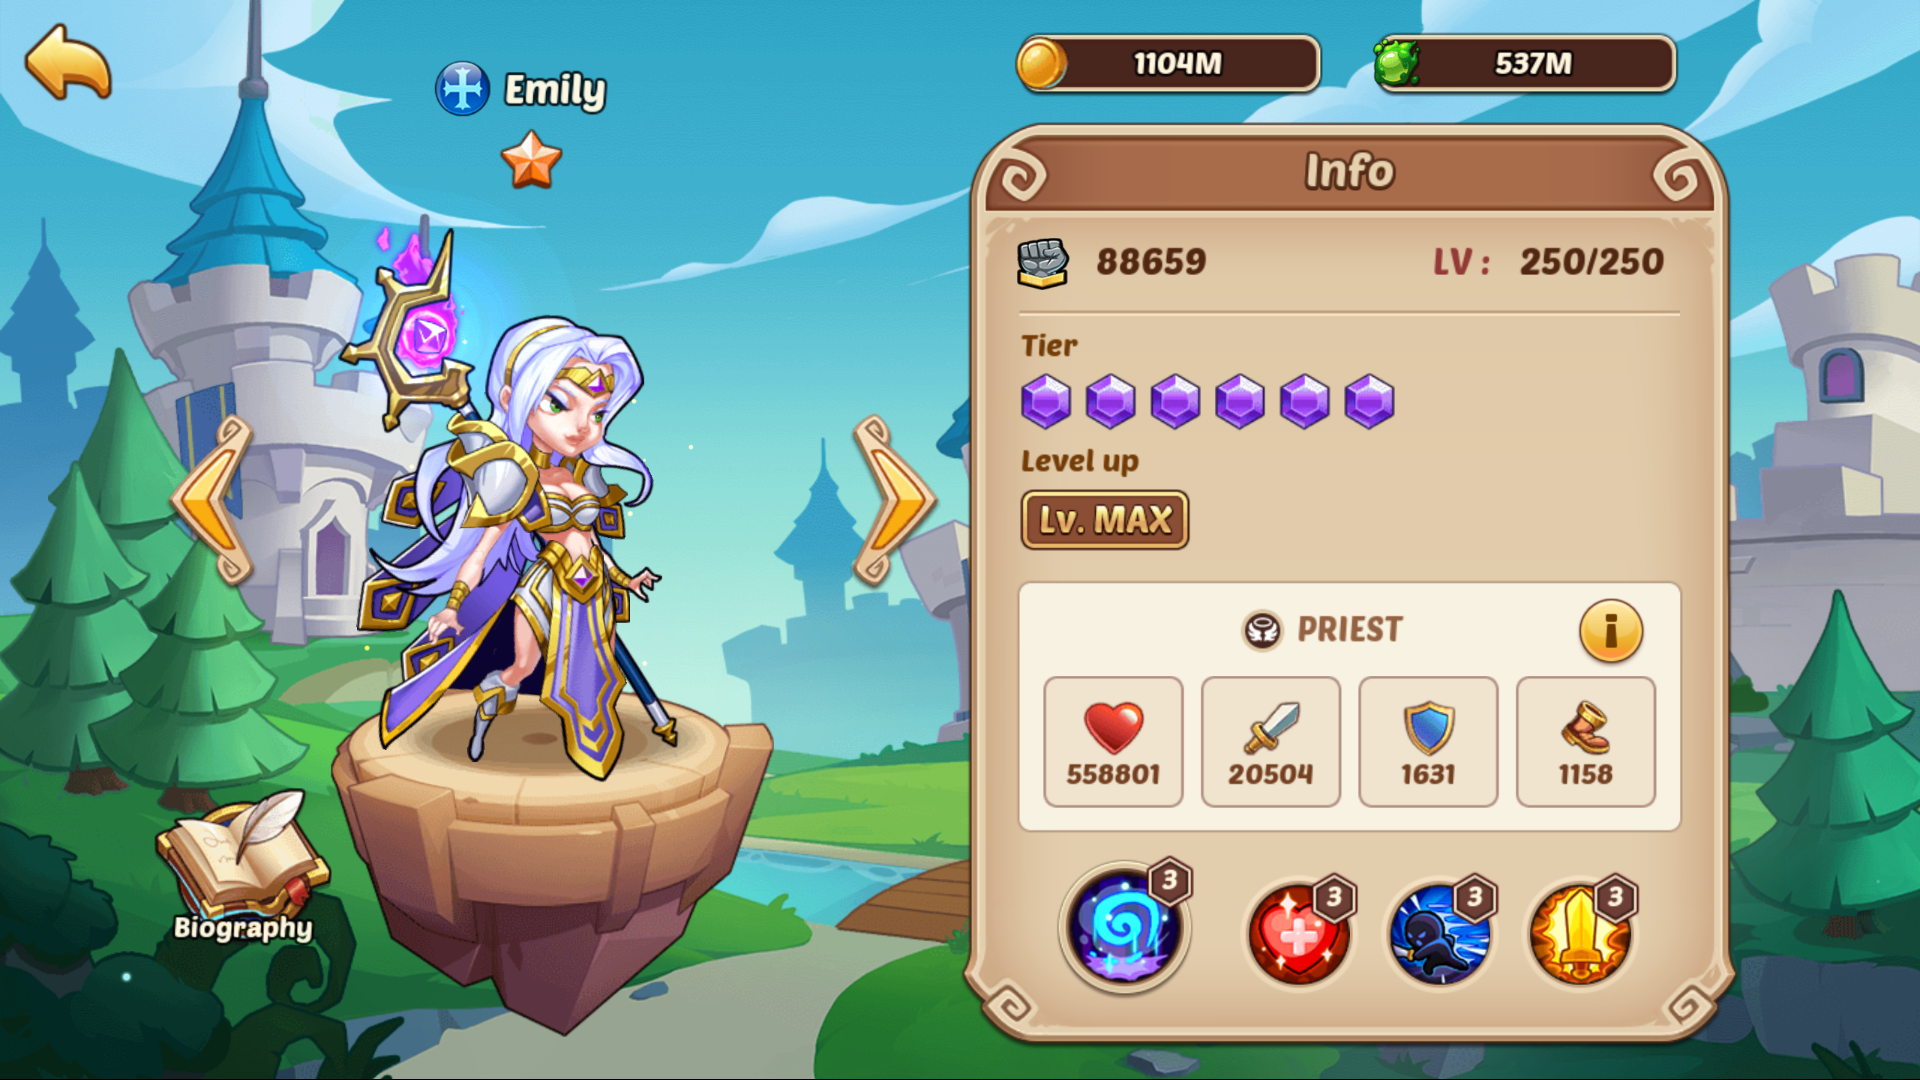 Emily
1104M
537M
Info
88659
LV : 250/250
Tier
Level up
Lv. MAX
PRIEST
558801
20504
1631
1158
3
3
3
3
Biography